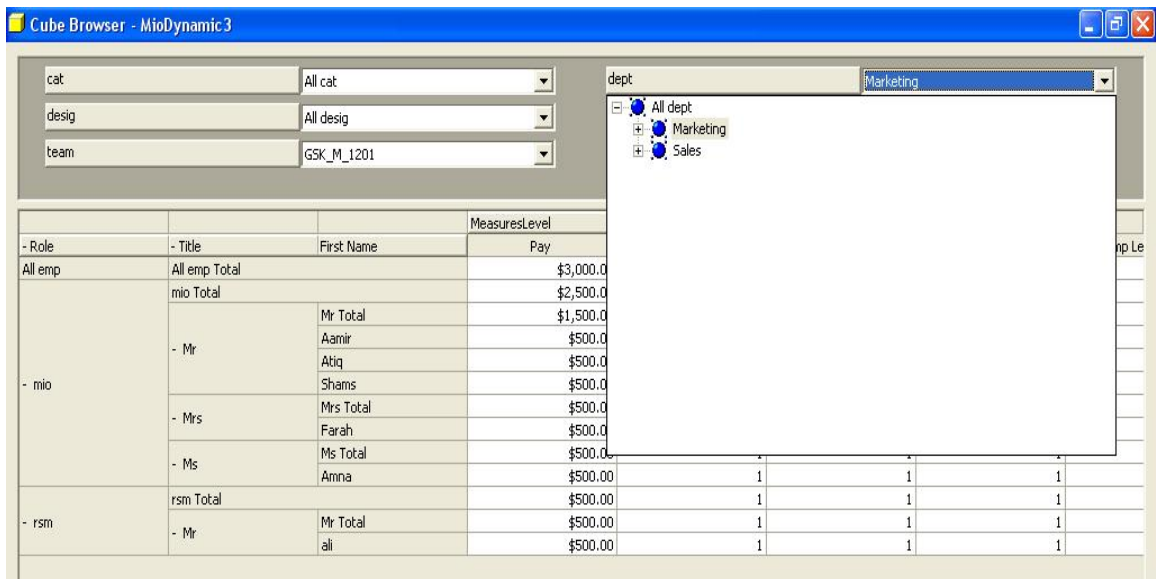 Cube Browser - MioDynamic3
cat All cat dept Marketing
desig All desig All dept
team GSK_M_1201 Marketing
Sales
MeasuresLevel
- Role - Title First Name Pay mp Le
All emp All emp Total $3,000.0
mio Total $2,500.0
- mio - Mr Mr Total $1,500.0
Aamir $500.0
Atiq $500.0
Shams $500.0
- Mrs Mrs Total $500.0
Farah $500.0
- Ms Ms Total $500.0
Amna $500.00 1 1 1
- rsm rsm Total $500.00 1 1 1
- Mr Mr Total $500.00 1 1 1
ali $500.00 1 1 1